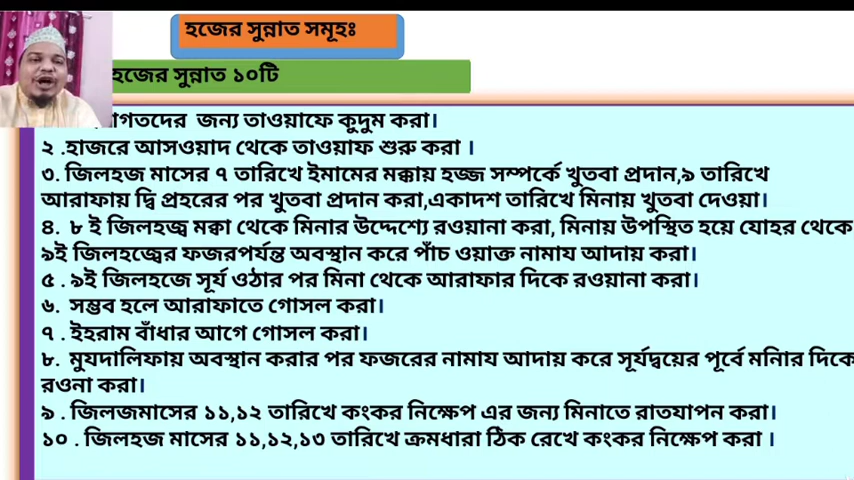 হজের সুন্নাত সমূহঃ
হজের সুন্নাত ১০টি
গতদের জন্য তাওয়াফে কুদুম করা।
২ .হাজরে আসওয়াদ থেকে তাওয়াফ শুরু করা ।
৩. জিলহজ মাসের ৭ তারিখে ইমামের মক্কায় হজ্জ সম্পর্কে খুতবা প্রদান,৯ তারিখে
আরাফায় দ্বি প্রহরের পর খুতবা প্রদান করা,একাদশ তারিখে মিনায় খুতবা দেওয়া।
৪. ৮ ই জিলহজ্ব মক্বা থেকে মিনার উদ্দেশ্যে রওয়ানা করা, মিনায় উপস্থিত হয়ে যোহর থেকে
৯ই জিলহজ্বের ফজরপর্যন্ত অবস্থান করে পাঁচ ওয়াক্ত নামায আদায় করা।
৫ . ৯ই জিলহজে সূর্য ওঠার পর মিনা থেকে আরাফার দিকে রওয়ানা করা।
৬. সম্ভব হলে আরাফাতে গোসল করা।
৭ . ইহরাম বাঁধার আগে গোসল করা।
৮. মুযদালিফায় অবস্থান করার পর ফজরের নামায আদায় করে সূর্যদ্বয়ের পূর্বে মনিার দিকে
রওনা করা।
৯ . জিলজমাসের ১১,১২ তারিখে কংকর নিক্ষেপ এর জন্য মিনাতে রাতযাপন করা।
১০ . জিলহজ মাসের ১১,১২,১৩ তারিখে ক্রমধারা ঠিক রেখে কংকর নিক্ষেপ করা ।